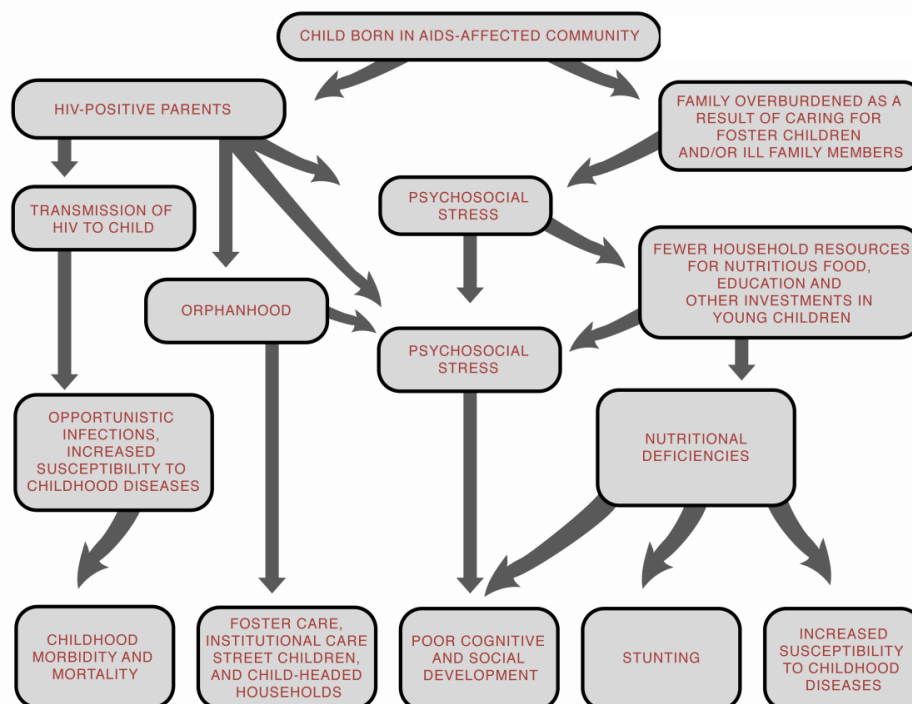 CHILD BORN IN AIDS-AFFECTED COMMUNITY
HIV-POSITIVE PARENTS
FAMILY OVERBURDENED AS A
RESULT OF CARING FOR
FOSTER CHILDREN
AND/OR ILL FAMILY MEMBERS
TRANSMISSION OF
HIV TO CHILD
PSYCHOSOCIAL
STRESS
FEWER HOUSEHOLD RESOURCES
FOR NUTRITIOUS FOOD,
EDUCATION AND
OTHER INVESTMENTS IN
YOUNG CHILDREN
ORPHANHOOD
PSYCHOSOCIAL
STRESS
OPPORTUNISTIC
INFECTIONS,
INCREASED
SUSCEPTIBILITY TO
CHILDHOOD DISEASES
NUTRITIONAL
DEFICIENCIES
CHILDHOOD
MORBIDITY AND
MORTALITY
FOSTER CARE,
INSTITUTIONAL CARE
STREET CHILDREN,
AND CHILD-HEADED
HOUSEHOLDS
POOR COGNITIVE
AND SOCIAL
DEVELOPMENT
STUNTING
INCREASED
SUSCEPTIBILITY
TO CHILDHOOD
DISEASES